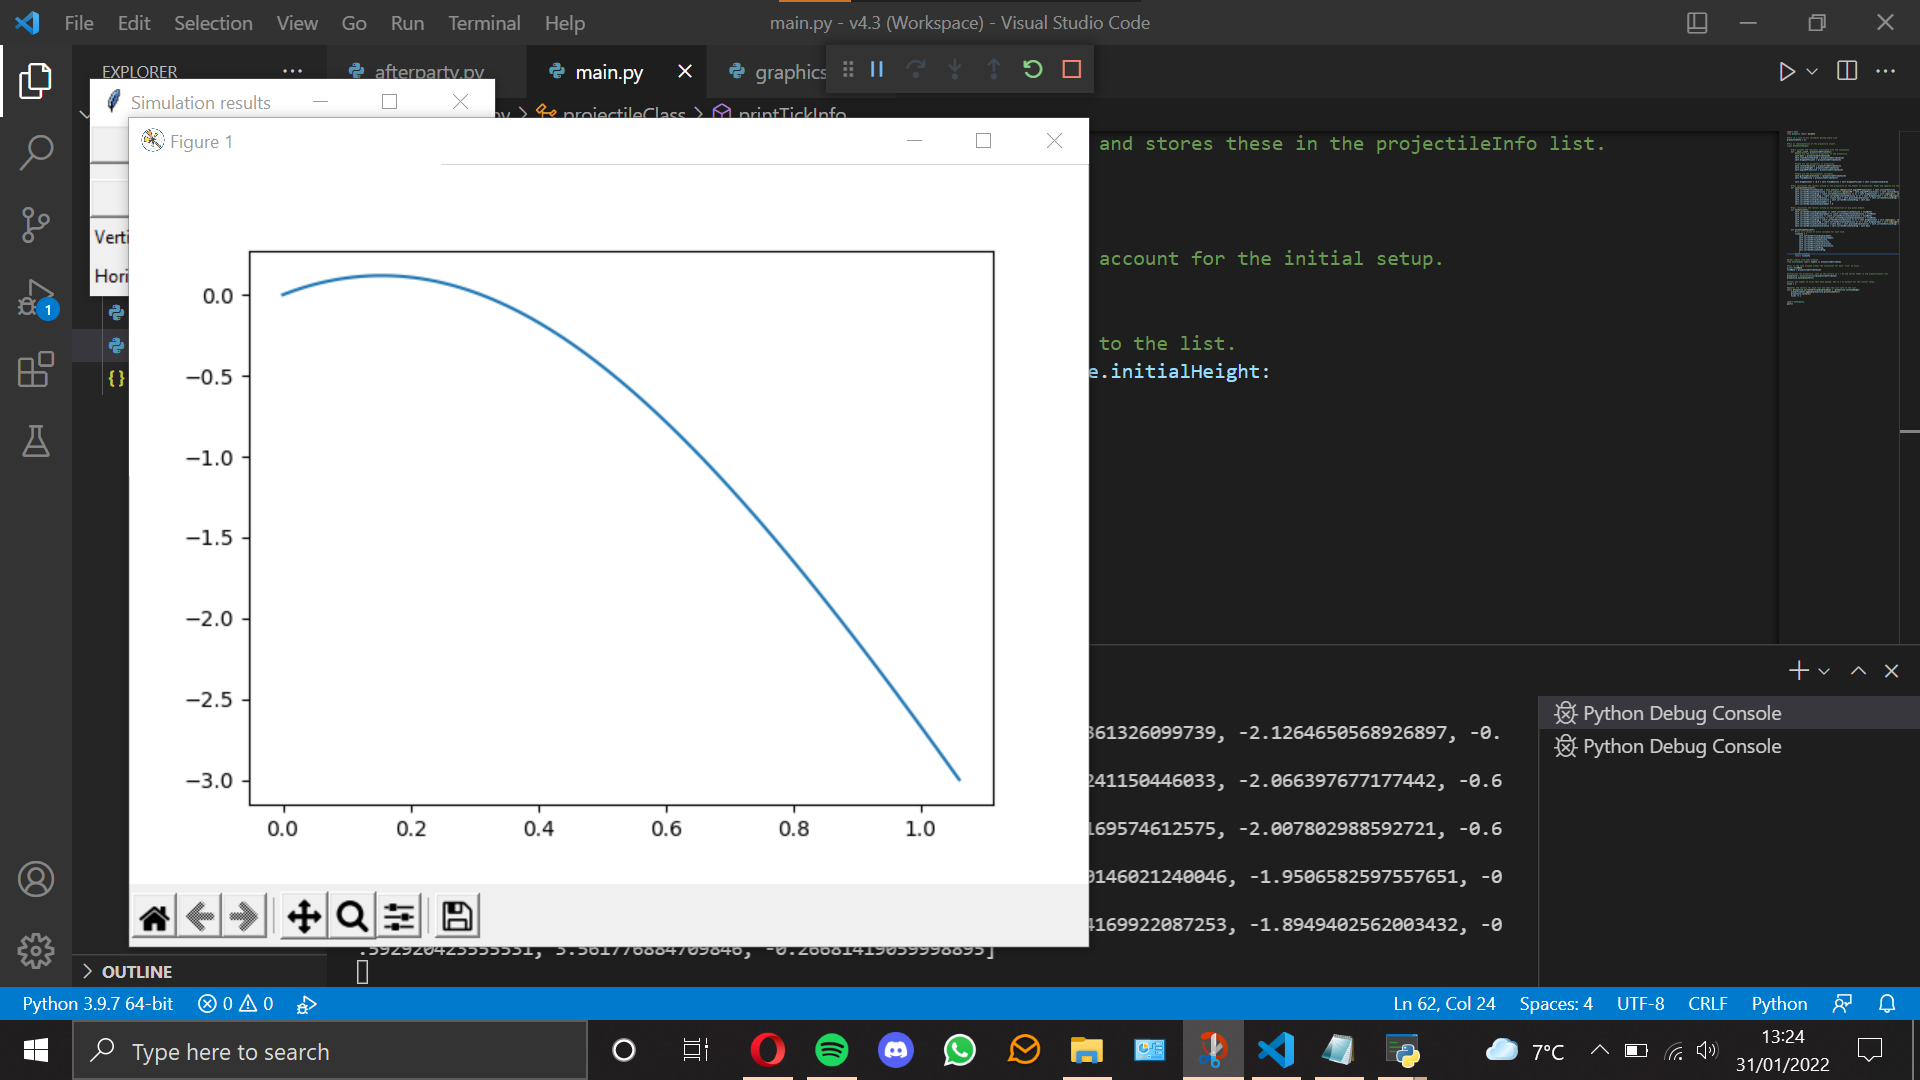 File Edit Selection View Go Run Terminal Help
main.py - v4.3 (Workspace) - Visual Studio Code
EXPLORER
afterparty.py
main.py
graphics
Simulation results
projectileClass > printTickInfo
Figure 1
and stores these in the projectileInfo list.
Verti
account for the initial setup.
Hori
to the list.
e.initialHeight:
0.0
−0.5
−1.0
−1.5
−2.0
−2.5
−3.0
0.0 0.2 0.4 0.6 0.8 1.0
Python Debug Console
Python Debug Console
361326099739, -2.1264650568926897, -0.
241150446033, -2.066397677177442, -0.6
169574612575, -2.007802988592721, -0.6
0146021240046, -1.9506582597557651, -0
4169922087253, -1.8949402562003432, -0
.592920423555531, 3.561776884709846, -0.26681419059998895]
OUTLINE
Python 3.9.7 64-bit 0 0
Ln 62, Col 24 Spaces: 4 UTF-8 CRLF Python
1
Type here to search
7°C
13:24
31/01/2022